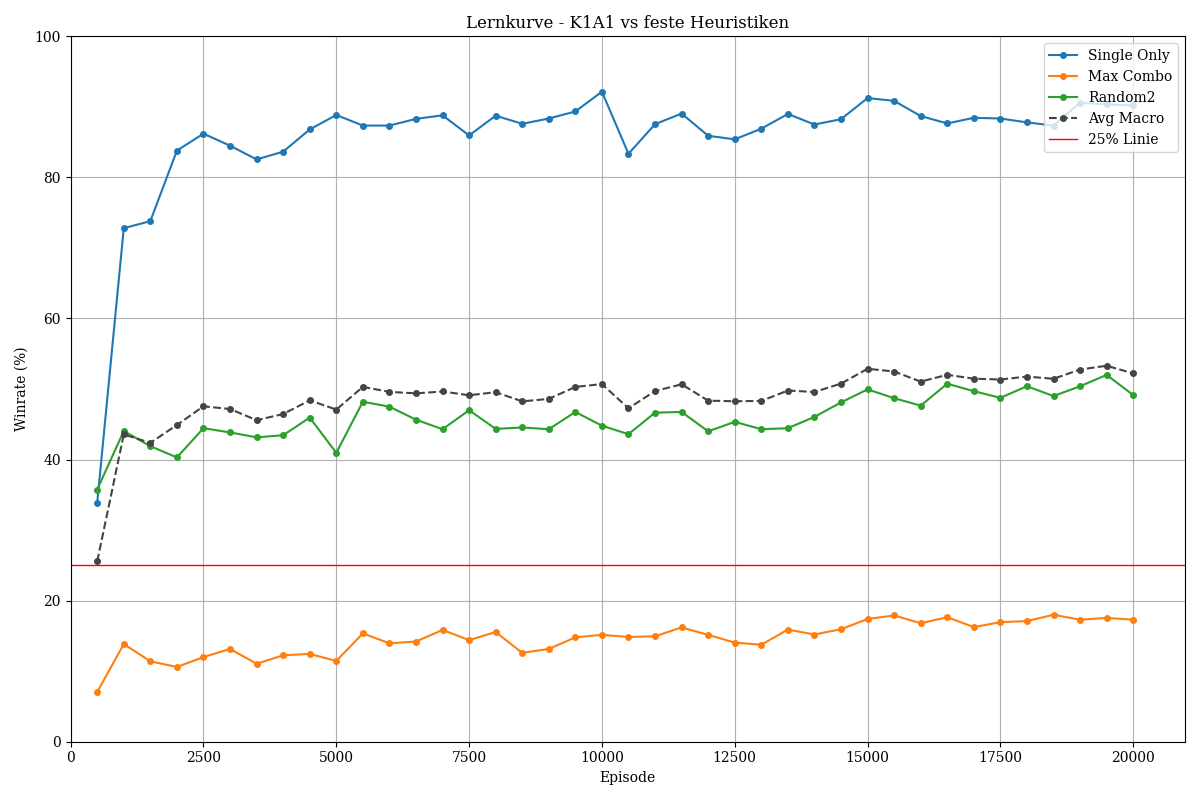 Lernkurve - K1A1 vs feste Heuristiken
100
80
60
40
20
0
Winrate (%)
Single Only
Max Combo
Random2
Avg Macro
25% Linie
0 2500 5000 7500 10000 12500 15000 17500 20000
Episode